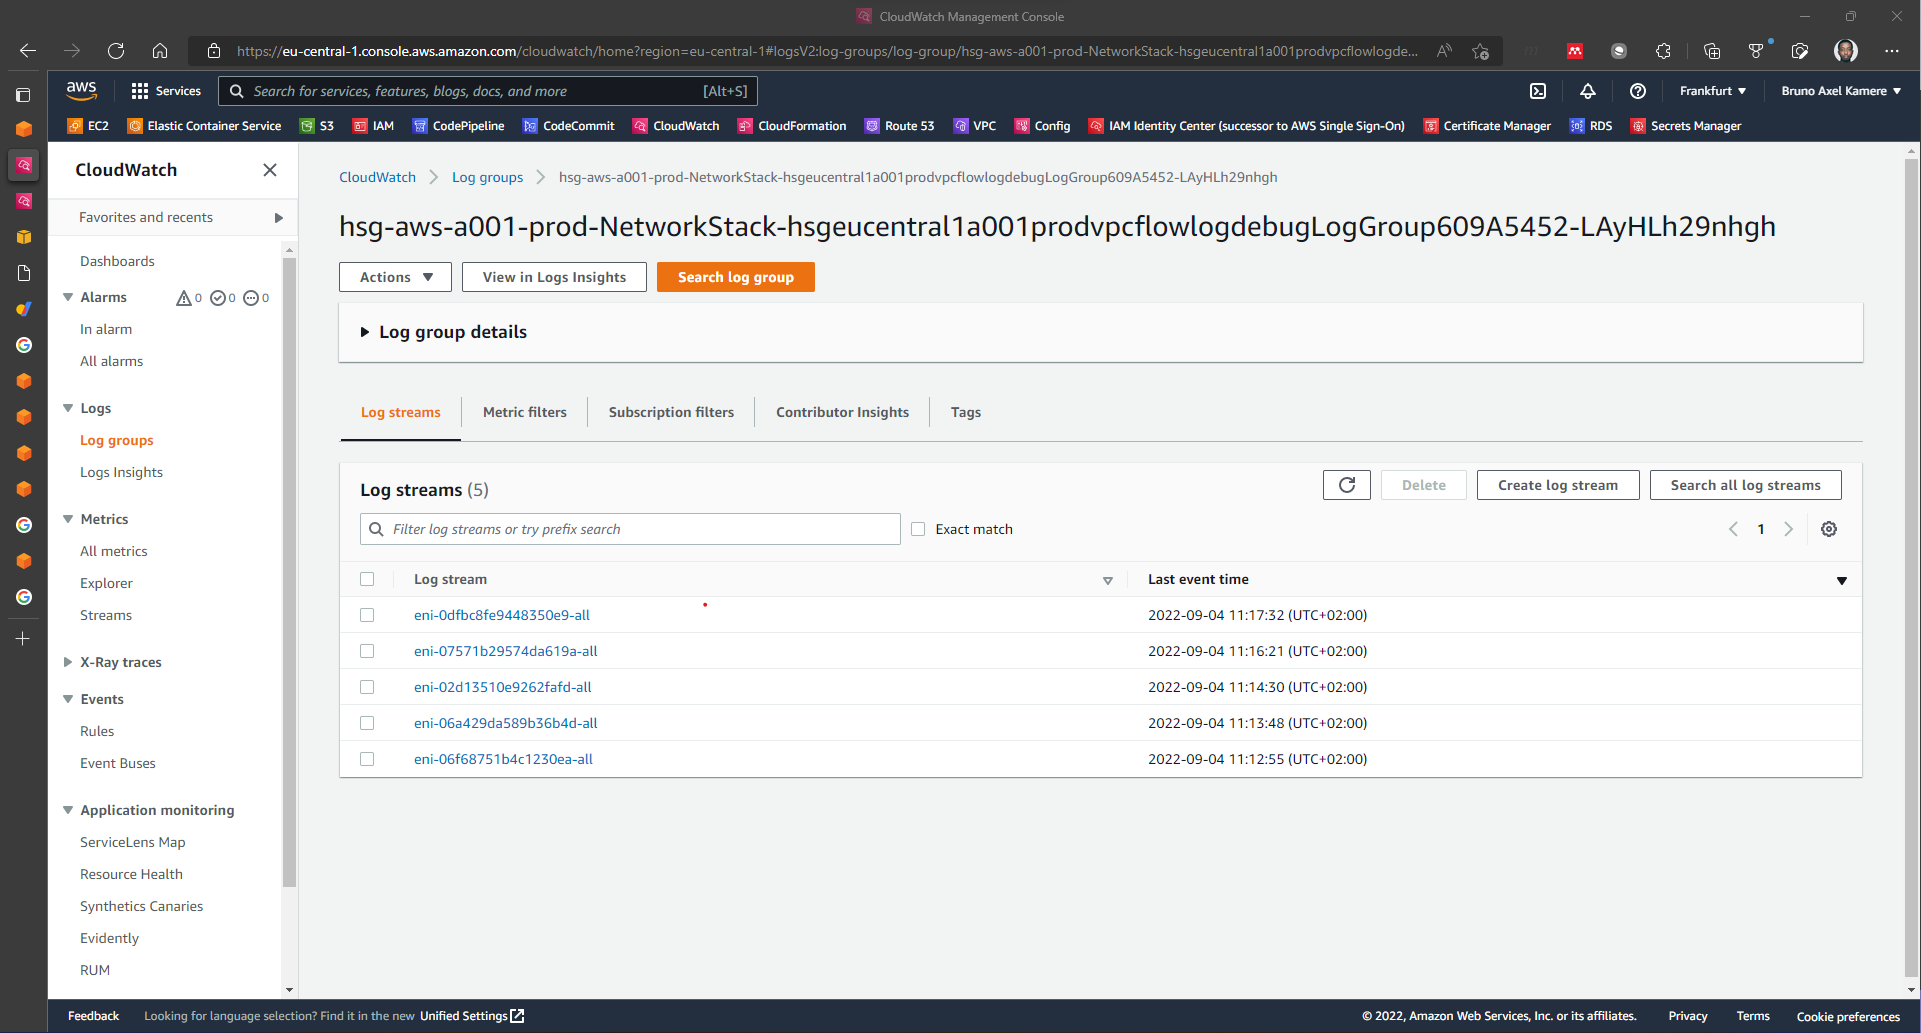 CloudWatch Management Console
https://eu-central-1.console.aws.amazon.com/cloudwatch/home?region=eu-central-1#logsV2:log-groups/log-group/hsg-aws-a001-prod-NetworkStack-hsgeucentral1a001prodvpcflowlogde...
aws
Services
Search for services, features, blogs, docs, and more
[Alt+S]
Frankfurt
Bruno Axel Kamere
EC2
Elastic Container Service
S3
IAM
CodePipeline
CodeCommit
CloudWatch
CloudFormation
Route 53
VPC
Config
IAM Identity Center (successor to AWS Single Sign-On)
Certificate Manager
RDS
Secrets Manager
CloudWatch
Favorites and recents
Dashboards
Alarms 0 0 0
In alarm
All alarms
Logs
Log groups
Logs Insights
Metrics
All metrics
Explorer
Streams
X-Ray traces
Events
Rules
Event Buses
Application monitoring
ServiceLens Map
Resource Health
Synthetics Canaries
Evidently
RUM
CloudWatch
Log groups
hsg-aws-a001-prod-NetworkStack-hsgeucentral1a001prodvpcflowlogdebugLogGroup609A5452-LAyHLh29nhgh
hsg-aws-a001-prod-NetworkStack-hsgeucentral1a001prodvpcflowlogdebugLogGroup609A5452-LAyHLh29nhgh
Actions
View in Logs Insights
Search log group
Log group details
Log streams
Metric filters
Subscription filters
Contributor Insights
Tags
Log streams (5)
Delete
Create log stream
Search all log streams
Filter log streams or try prefix search
Exact match
1
Log stream
Last event time
eni-0dfbc8fe9448350e9-all
2022-09-04 11:17:32 (UTC+02:00)
eni-07571b29574da619a-all
2022-09-04 11:16:21 (UTC+02:00)
eni-02d13510e9262fafd-all
2022-09-04 11:14:30 (UTC+02:00)
eni-06a429da589b36b4d-all
2022-09-04 11:13:48 (UTC+02:00)
eni-06f68751b4c1230ea-all
2022-09-04 11:12:55 (UTC+02:00)
Feedback
Looking for language selection? Find it in the new Unified Settings
© 2022, Amazon Web Services, Inc. or its affiliates.
Privacy
Terms
Cookie preferences